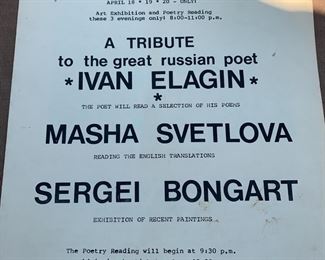 APRIL 18 * 19 * 20 - ONLY!
Art Exhibition and Poetry Reading
these 3 evenings only! 8:00-11:00 p.m.
A TRIBUTE
to the great russian poet
*IVAN ELAGIN*
*
THE POET WILL READ A SELECTION OF HIS POEMS
MASHA SVETLOVA
READING THE ENGLISH TRANSLATIONS
SERGEI BONGART
EXHIBITION OF RECENT PAINTINGS
The Poetry Reading will begin at 9:30 p.m.